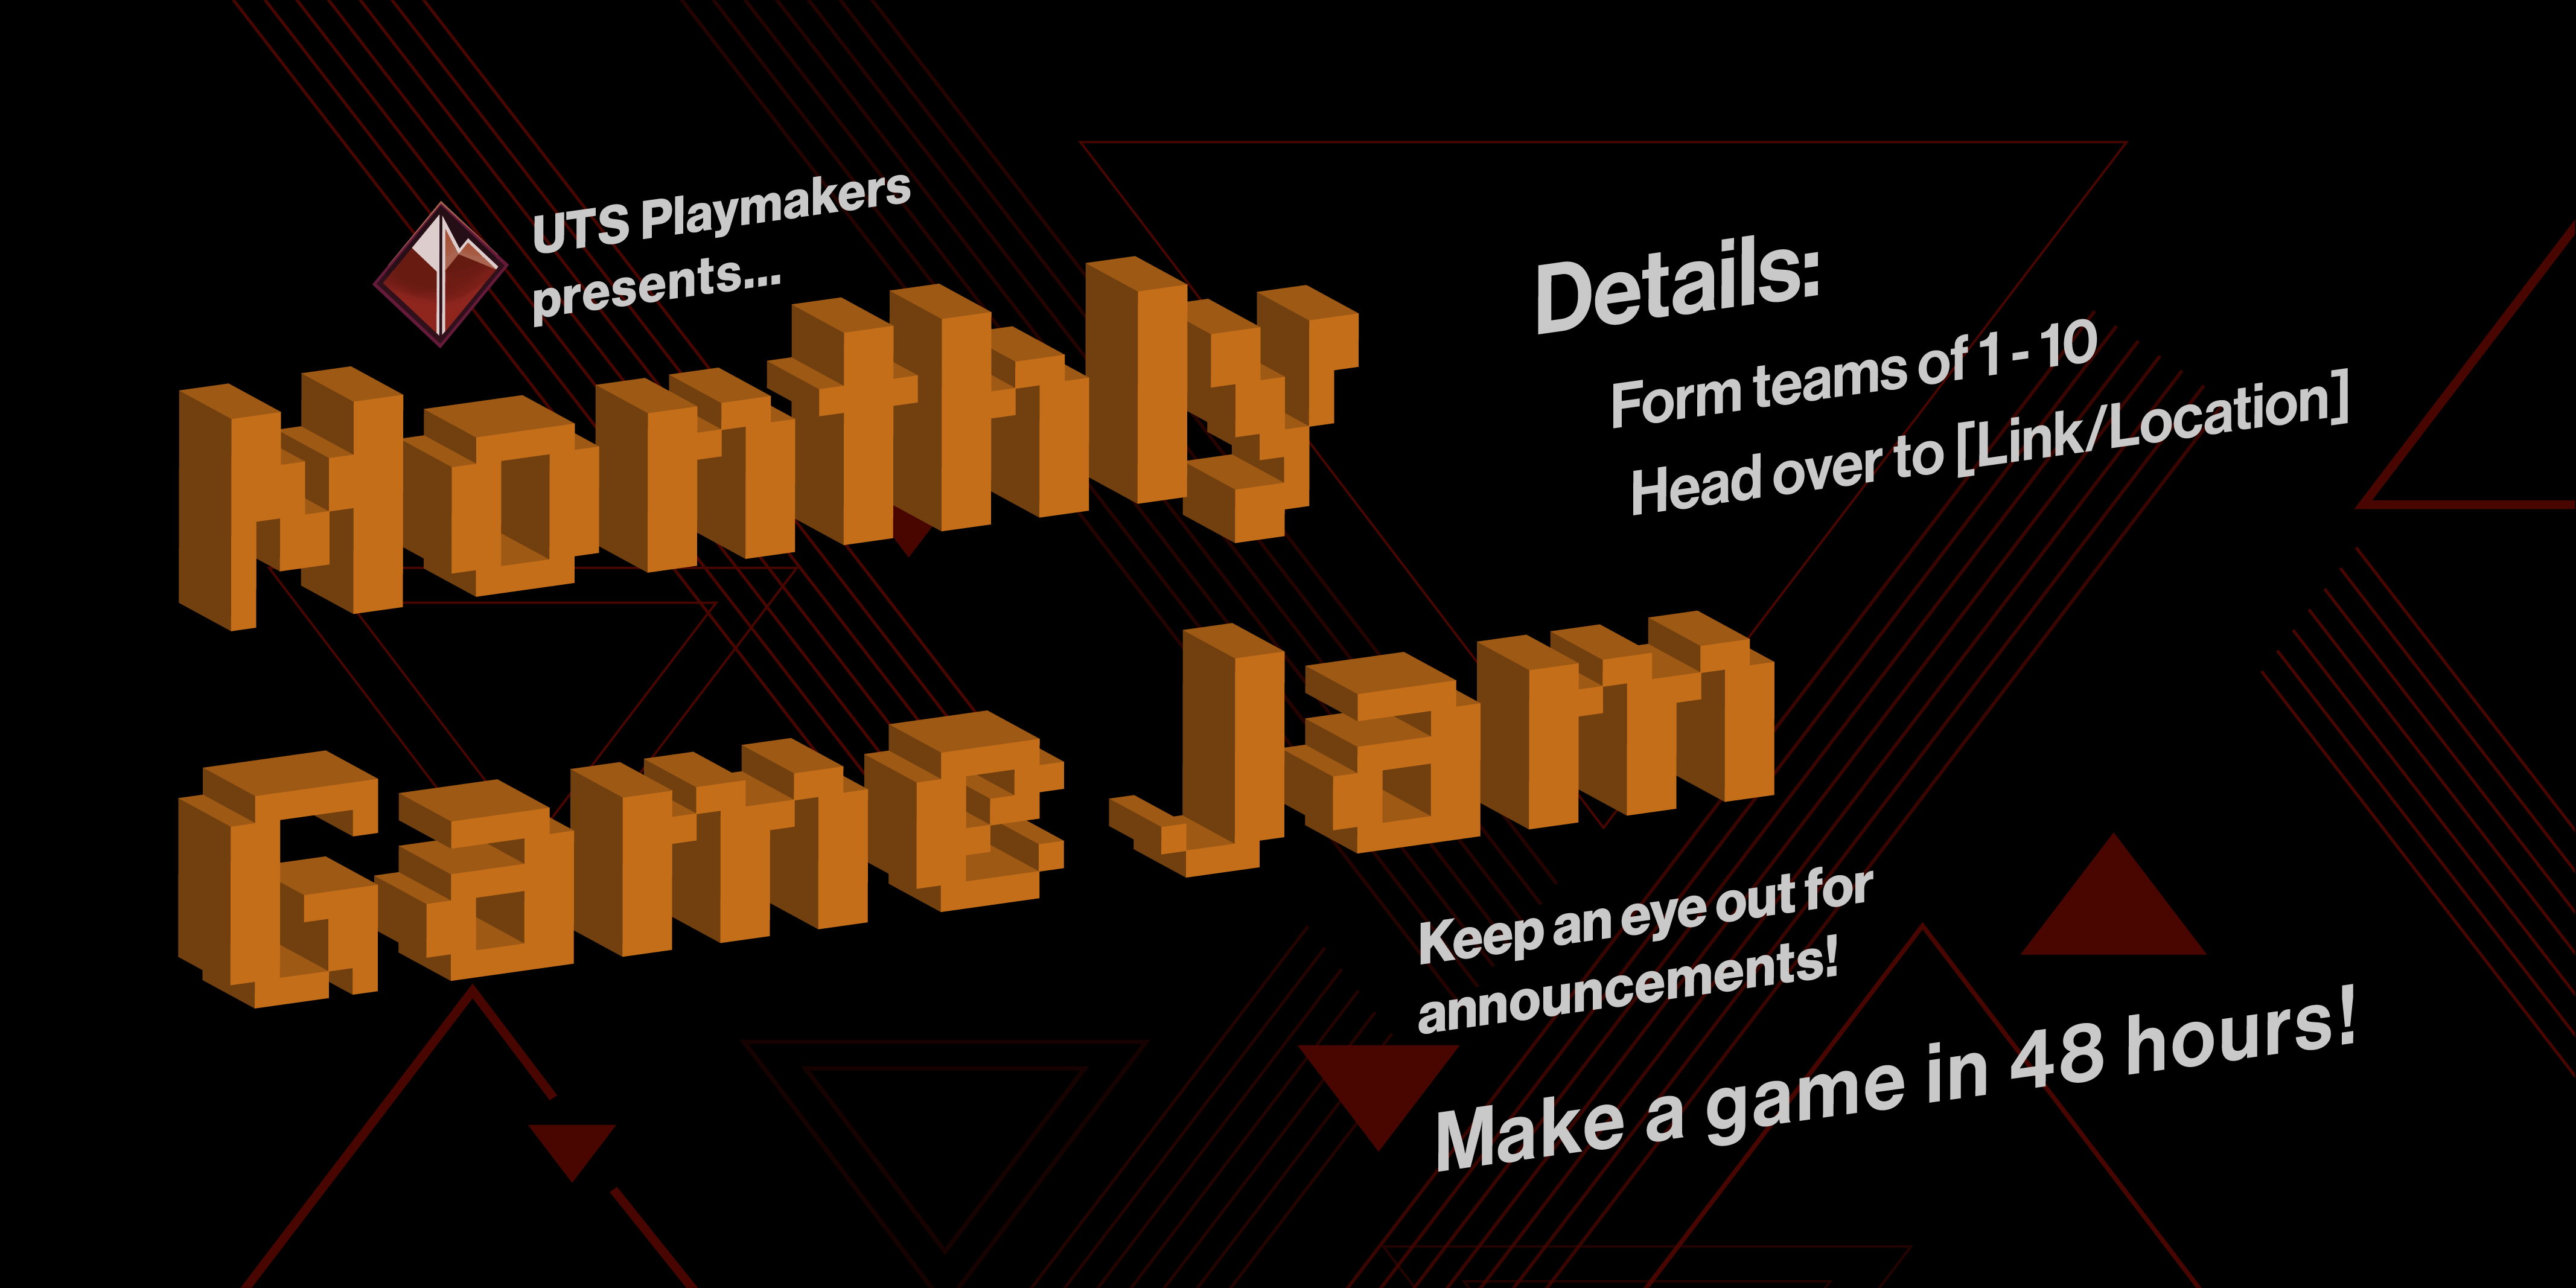 UTS Playmakers
presents...
Monthly
Game Jam
Details:
Form teams of 1 - 10
Head over to [Link/Location]
Keep an eye out for
announcements!
Make a game in 48 hours!